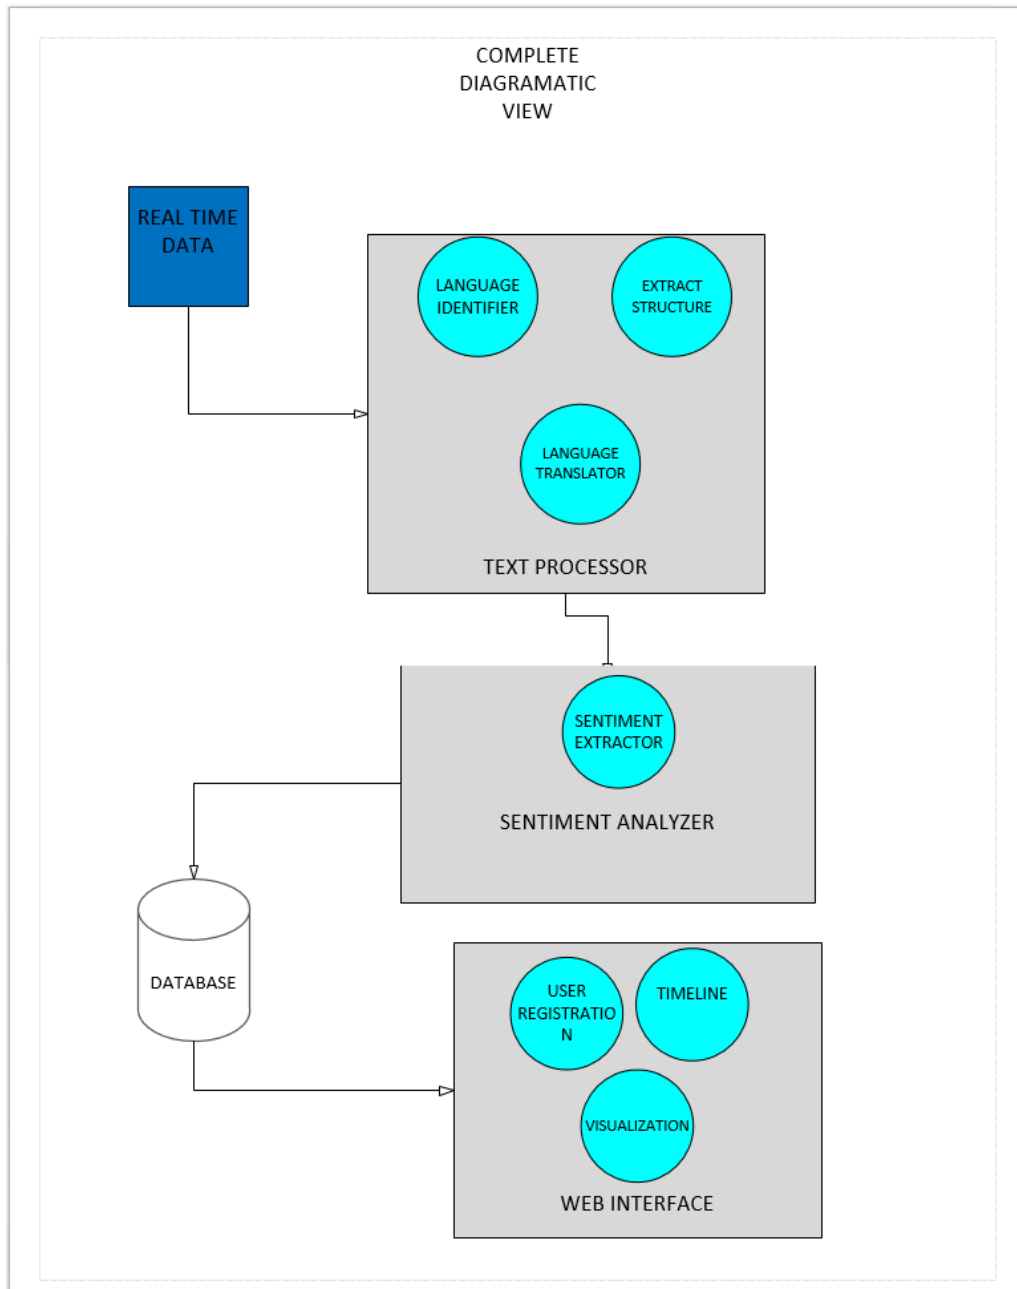 COMPLETE
DIAGRAMATIC
VIEW
REAL TIME
DATA
LANGUAGE
IDENTIFIER
EXTRACT
STRUCTURE
LANGUAGE
TRANSLATOR
TEXT PROCESSOR
SENTIMENT
EXTRACTOR
SENTIMENT ANALYZER
DATABASE
USER
REGISTRATIO
N
TIMELINE
VISUALIZATION
WEB INTERFACE